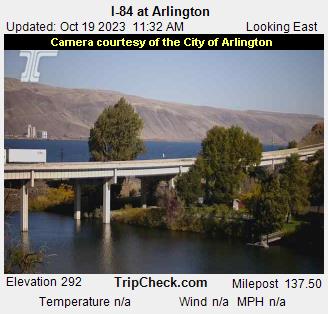 I-84 at Arlington
Updated: Oct 19 2023 11:32 AM Looking East
Camera courtesy of the City of Arlington
Elevation 292 TripCheck.com Milepost 137.50
Temperature n/a Wind n/a MPH n/a